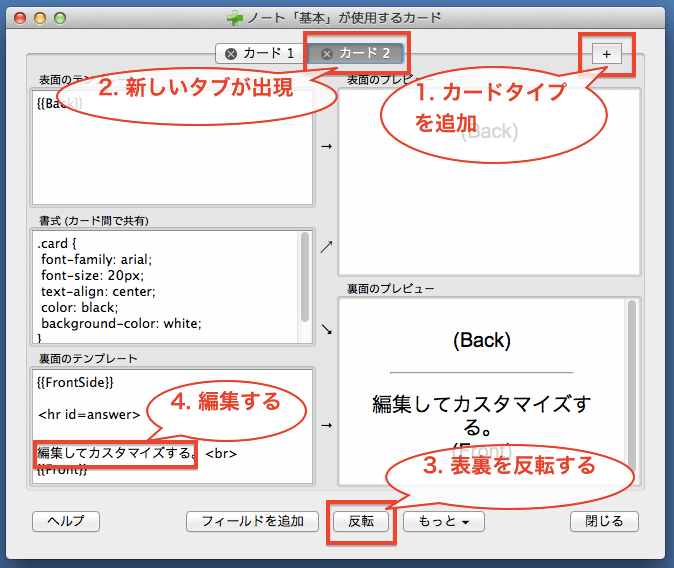 ノート「基本」が使用するカード
カード 1
カード 2
+
表面のテンプ
2. 新しいタブが出現
{{Back}}
表面のプレビュー
1. カードタイプ
を追加
(Back)
→
書式 (カード間で共有)
.card {
font-family: arial;
font-size: 20px;
text-align: center;
color: black;
background-color: white;
}
↗
↘
裏面のテンプレート
{{FrontSide}}
<hr id=answer>
4. 編集する
編集してカスタマイズする。<br>
{{Front}}
→
裏面のプレビュー
(Back)
編集してカスタマイズす
る。
(Front)
3. 表裏を反転する
ヘルプ
フィールドを追加
反転
もっと
閉じる